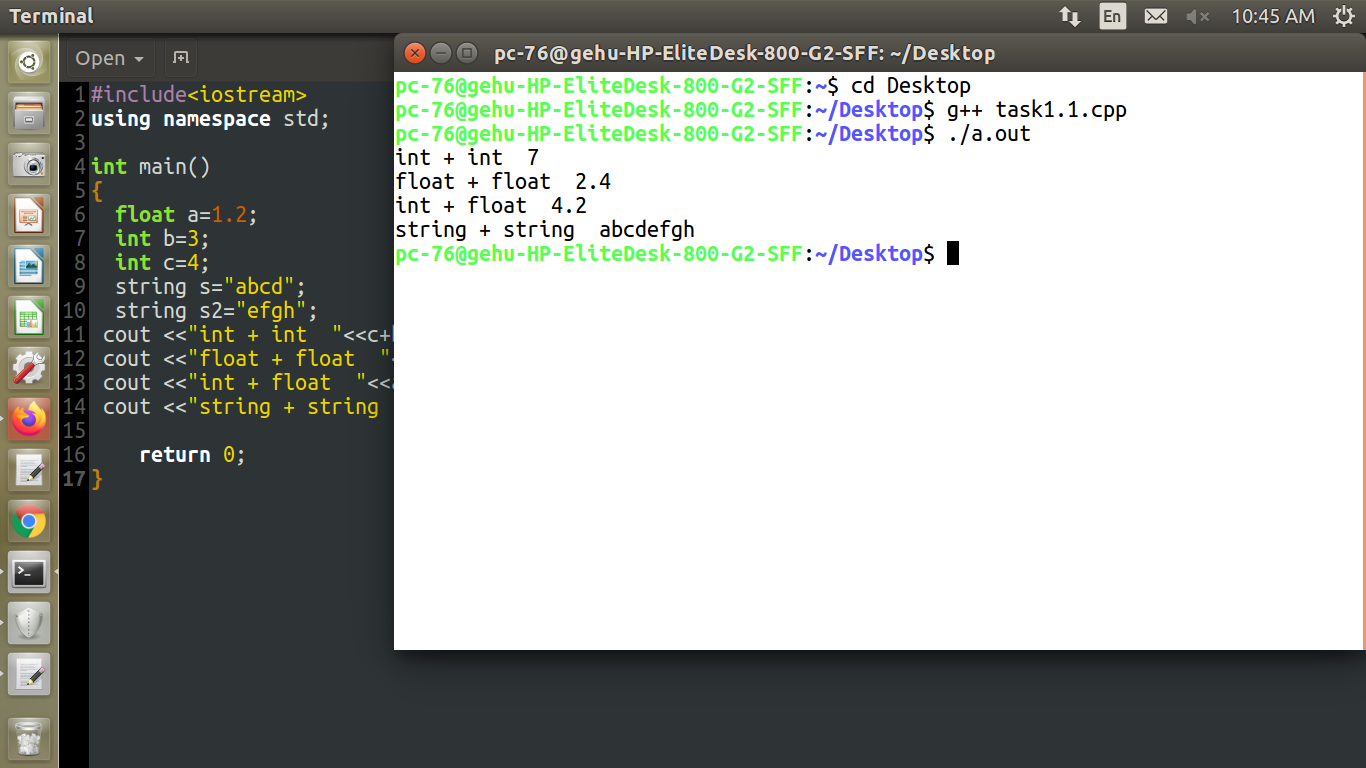 Terminal
En
10:45 AM
Open
pc-76@gehu-HP-EliteDesk-800-G2-SFF: ~/Desktop
1 #include<iostream>
2 using namespace std;
3
4 int main()
5 {
6   float a=1.2;
7   int b=3;
8   int c=4;
9   string s="abcd";
10   string s2="efgh";
11  cout <<"int + int  "<<c+
12  cout <<"float + float  "
13  cout <<"int + float  "<<
14  cout <<"string + string
15
16     return 0;
17 }
pc-76@gehu-HP-EliteDesk-800-G2-SFF:~$ cd Desktop
pc-76@gehu-HP-EliteDesk-800-G2-SFF:~/Desktop$ g++ task1.1.cpp
pc-76@gehu-HP-EliteDesk-800-G2-SFF:~/Desktop$ ./a.out
int + int  7
float + float  2.4
int + float  4.2
string + string  abcdefgh
pc-76@gehu-HP-EliteDesk-800-G2-SFF:~/Desktop$